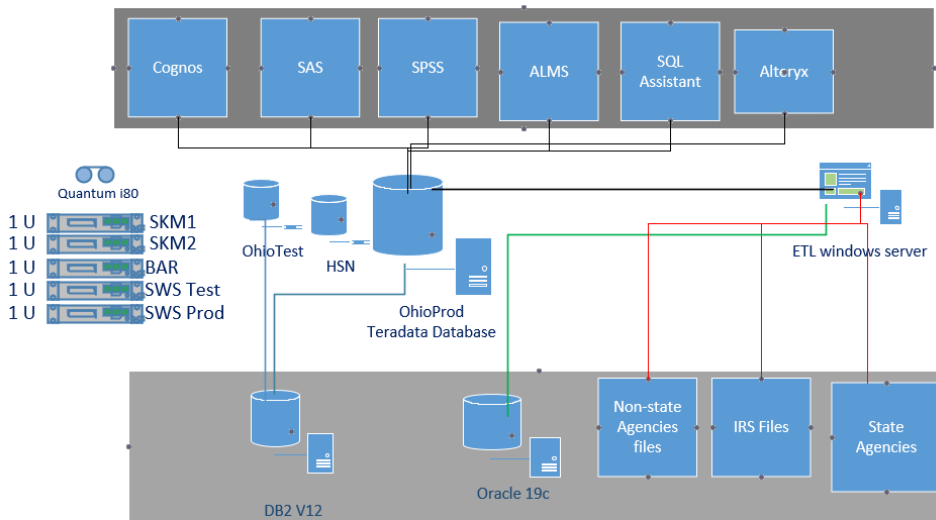 Cognos
SAS
SPSS
ALMS
SQL
Assistant
Altoryx
Quantum i80
1 U SKM1
1 U SKM2
1 U BAR
1 U SWS Test
1 U SWS Prod
OhioTest
HSN
OhioProd
Teradata Database
ETL windows server
DB2 V12
Oracle 19c
Non-state
Agencies
files
IRS Files
State
Agencies